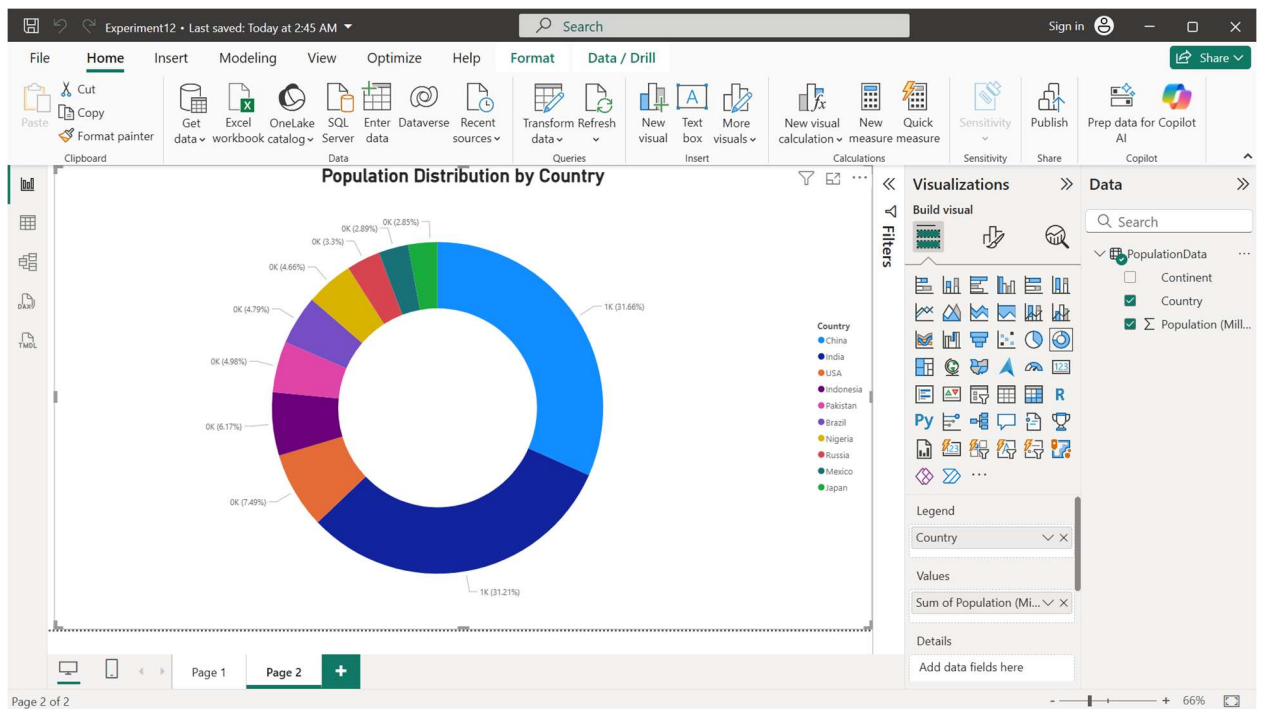 Experiment12 • Last saved: Today at 2:45 AM
Search
Sign in
File Home Insert Modeling View Optimize Help Format Data / Drill
Share
Paste
Cut
Copy
Format painter
Clipboard
Get data
Excel workbook
OneLake catalog
SQL Server
Enter data
Dataverse
Recent sources
Data
Transform data
Refresh
Queries
New visual
Text box
More visuals
Insert
New visual calculation
New measure
Quick measure
Calculations
Sensitivity
Sensitivity
Publish
Share
Prep data for AI
Copilot
Copilot
DAX
TMDL
Population Distribution by Country
0K (2.85%)
0K (2.89%)
0K (3.3%)
0K (4.66%)
0K (4.79%)
0K (4.98%)
0K (6.17%)
0K (7.49%)
1K (31.21%)
1K (31.66%)
Country
China
India
USA
Indonesia
Pakistan
Brazil
Nigeria
Russia
Mexico
Japan
Filters
Visualizations
Build visual
123
R
Py
123
Legend
Country
Values
Sum of Population (Mi...
Details
Add data fields here
Data
Search
PopulationData
Continent
Country
Population (Mill...
Page 1
Page 2
Page 2 of 2
66%